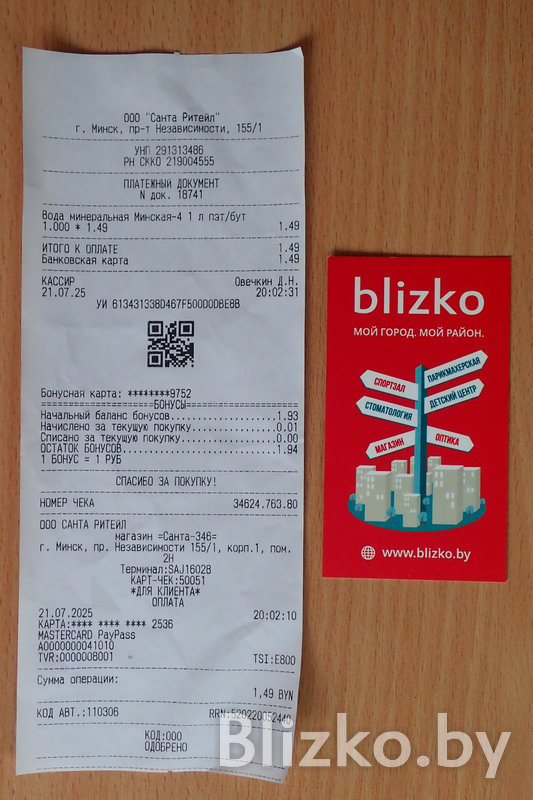 ООО "Санта Ритейл"
г. Минск, пр-т Независимости, 155/1
УНП 291313486
РН СККО 219004555
ПЛАТЕЖНЫЙ ДОКУМЕНТ
N док. 18741
Вода минеральная Минская-4 1 л пэт/бут
1.000 * 1.49 1.49
ИТОГО К ОПЛАТЕ 1.49
Банковская карта 1.49
КАССИР Овечкин Д.Н.
21.07.25 20:02:31
УИ 613431338D467F500D0DBE8B
Бонусная карта: ********9752
==================БОНУСЫ==================
Начальный баланс бонусов..................1.93
Начислено за текущую покупку..............0.01
Списано за текущую покупку................0.00
ОСТАТОК БОНУСОВ...........................1.94
1 БОНУС = 1 РУБ
СПАСИБО ЗА ПОКУПКУ!
НОМЕР ЧЕКА 34624.763.80
ООО САНТА РИТЕЙЛ
магазин =Санта-346=
г. Минск, пр. Независимости 155/1, корп.1, пом.
2Н
Терминал:SAJ16028
КАРТ-ЧЕК:50051
*ДЛЯ КЛИЕНТА*
ОПЛАТА
21.07.2025 20:02:10
КАРТА:**** **** **** 2536
MASTERCARD PayPass
A0000000041010
TVR:0000008001 TSI:E800
Сумма операции:
1,49 BYN
КОД АВТ.:110306 RRN:520220052440
КОД:000
ОДОБРЕНО
blizko
МОЙ ГОРОД. МОЙ РАЙОН.
ПАРИКМАХЕРСКАЯ
СПОРТЗАЛ
ДЕТСКИЙ ЦЕНТР
СТОМАТОЛОГИЯ
МАГАЗИН
ОПТИКА
www.blizko.by
Blizko.by